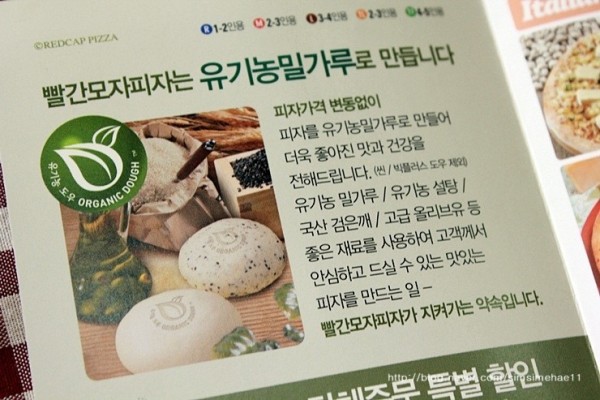 R 1-2인용 M 2-3인용 L 3-4인용 2-3인용 4-5인용
©REDCAP PIZZA
Italian
빨간모자피자는 유기농밀가루로 만듭니다
피자가격 변동없이
피자를 유기농밀가루로 만들어
더욱 좋아진 맛과 건강을
전해드립니다. (씬 / 빅플러스 도우 제외)
유기농 밀가루 / 유기농 설탕 /
국산 검은깨 / 고급 올리브유 등
좋은 재료를 사용하여 고객께서
안심하고 드실 수 있는 맛있는
피자를 만드는 일 –
빨간모자피자가 지켜가는 약속입니다.
유기농 도우 ORGANIC DOUGH
특별 할인